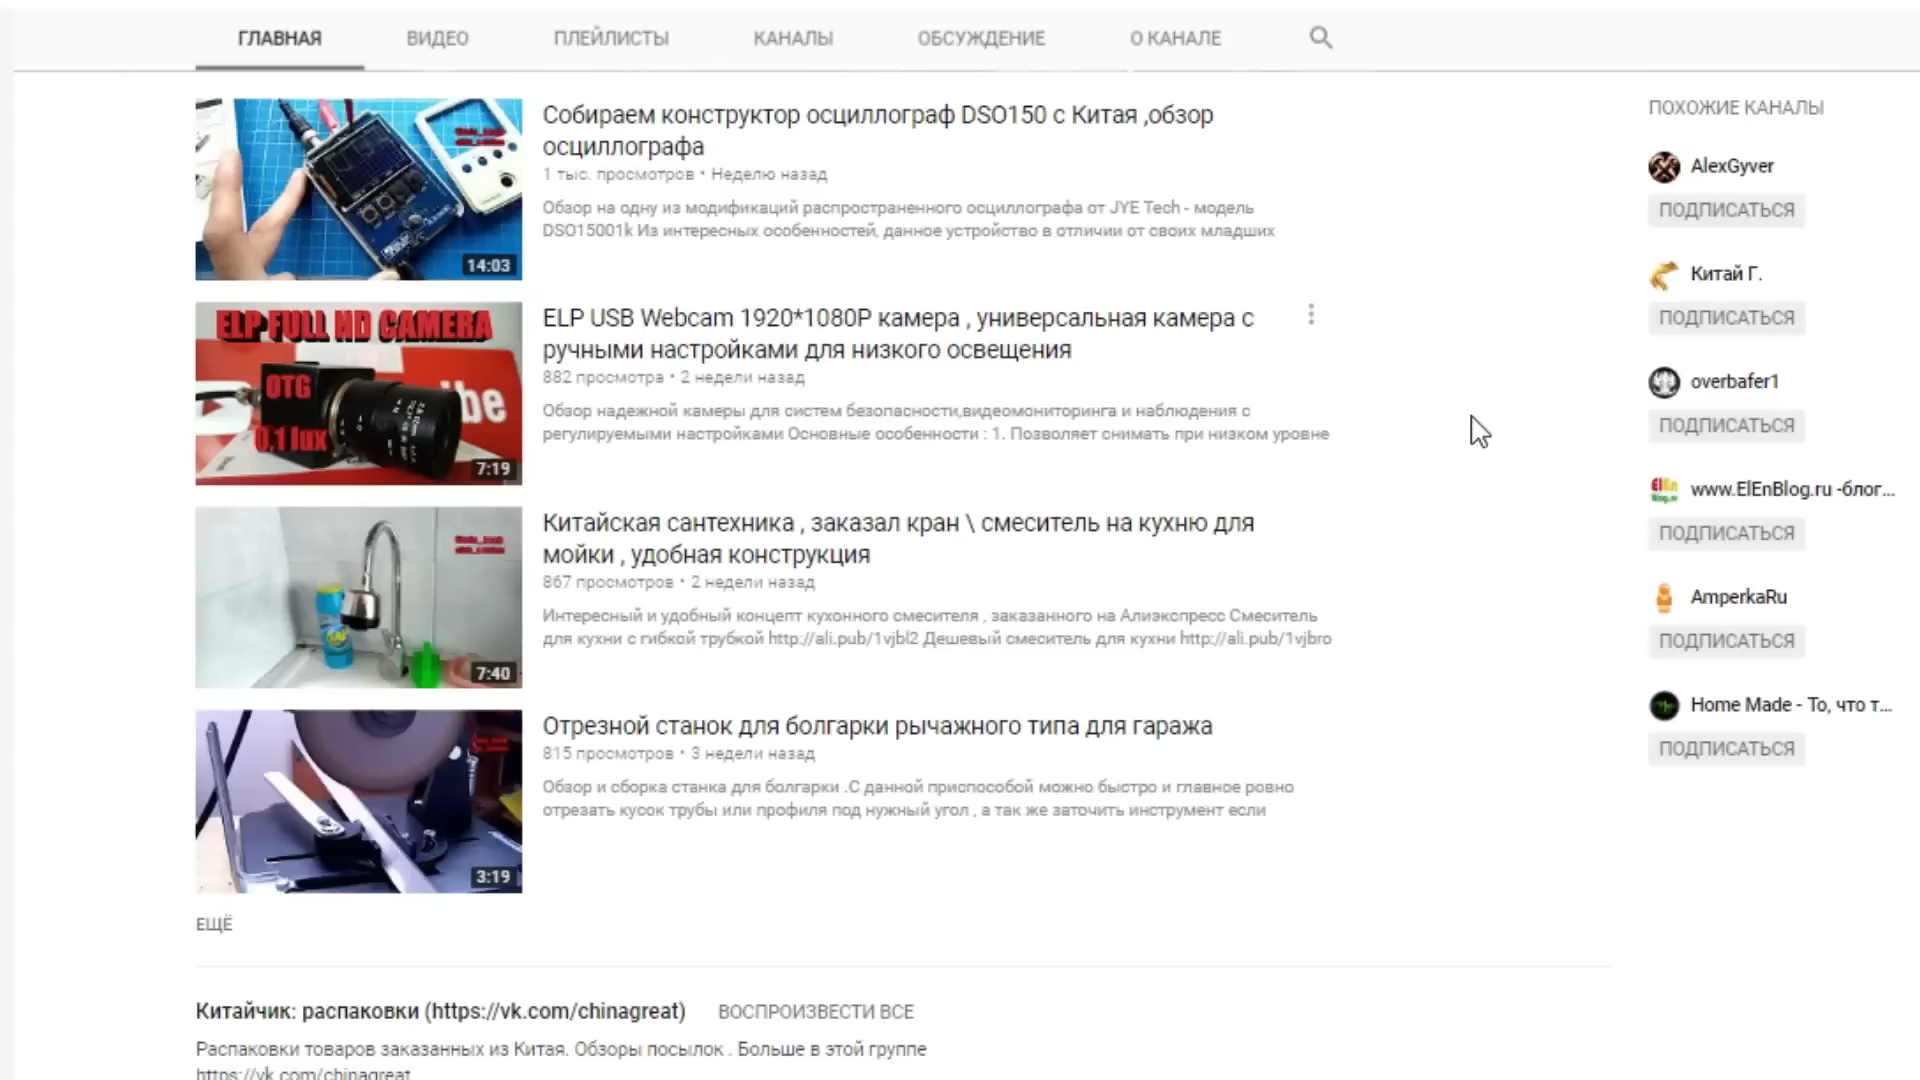 ГЛАВНАЯ
ВИДЕО
ПЛЕЙЛИСТЫ
КАНАЛЫ
ОБСУЖДЕНИЕ
О КАНАЛЕ
14:03
Собираем конструктор осциллограф DSO150 с Китая ,обзор
осциллографа
1 тыс. просмотров • Неделю назад
Обзор на одну из модификаций распространенного осциллографа от JYE Tech - модель
DSO15001k Из интересных особенностей, данное устройство в отличии от своих младших
ELP FULL HD CAMERA
OTG
0.1 lux
be
7:19
ELP USB Webcam 1920*1080P камера , универсальная камера с
ручными настройками для низкого освещения
882 просмотра • 2 недели назад
Обзор надежной камеры для систем безопасности,видеомониторинга и наблюдения с
регулируемыми настройками Основные особенности : 1. Позволяет снимать при низком уровне
7:40
Китайская сантехника , заказал кран \ смеситель на кухню для
мойки , удобная конструкция
867 просмотров • 2 недели назад
Интересный и удобный концепт кухонного смесителя , заказанного на Алиэкспресс Смеситель
для кухни с гибкой трубкой http://ali.pub/1vjbl2 Дешевый смеситель для кухни http://ali.pub/1vjbro
3:19
Отрезной станок для болгарки рычажного типа для гаража
815 просмотров • 3 недели назад
Обзор и сборка станка для болгарки .С данной приспособой можно быстро и главное ровно
отрезать кусок трубы или профиля под нужный угол , а так же заточить инструмент если
ЕЩЁ
Китайчик: распаковки (https://vk.com/chinagreat)
ВОСПРОИЗВЕСТИ ВСЕ
Распаковки товаров заказанных из Китая. Обзоры посылок . Больше в этой группе
https://vk.com/chinagreat
ПОХОЖИЕ КАНАЛЫ
AlexGyver
ПОДПИСАТЬСЯ
Китай Г.
ПОДПИСАТЬСЯ
overbafer1
ПОДПИСАТЬСЯ
www.ElEnBlog.ru -блог...
ПОДПИСАТЬСЯ
AmperkaRu
ПОДПИСАТЬСЯ
Home Made - То, что т...
ПОДПИСАТЬСЯ